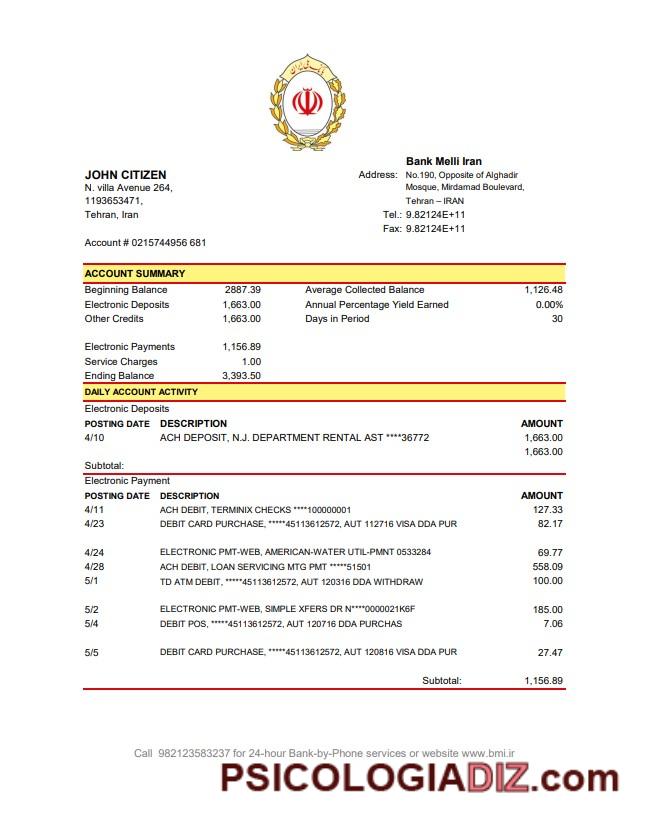 بانک ملی ایران
Bank Melli Iran
JOHN CITIZEN
Address: No.190, Opposite of Alghadir
N. villa Avenue 264,
Mosque, Mirdamad Boulevard,
1193653471,
Tehran – IRAN
Tehran, Iran
Tel.: 9.82124E+11
Fax: 9.82124E+11
Account # 0215744956 681
ACCOUNT SUMMARY
Beginning Balance 2887.39 Average Collected Balance 1,126.48
Electronic Deposits 1,663.00 Annual Percentage Yield Earned 0.00%
Other Credits 1,663.00 Days in Period 30
Electronic Payments 1,156.89
Service Charges 1.00
Ending Balance 3,393.50
DAILY ACCOUNT ACTIVITY
Electronic Deposits
POSTING DATE DESCRIPTION AMOUNT
4/10 ACH DEPOSIT, N.J. DEPARTMENT RENTAL AST ****36772 1,663.00
1,663.00
Subtotal:
Electronic Payment
POSTING DATE DESCRIPTION AMOUNT
4/11 ACH DEBIT, TERMINIX CHECKS ****100000001 127.33
4/23 DEBIT CARD PURCHASE, *****45113612572, AUT 112716 VISA DDA PUR 82.17
4/24 ELECTRONIC PMT-WEB, AMERICAN-WATER UTIL-PMNT 0533284 69.77
4/28 ACH DEBIT, LOAN SERVICING MTG PMT *****51501 558.09
5/1 TD ATM DEBIT, *****45113612572, AUT 120316 DDA WITHDRAW 100.00
5/2 ELECTRONIC PMT-WEB, SIMPLE XFERS DR N****0000021K6F 185.00
5/4 DEBIT POS, *****45113612572, AUT 120716 DDA PURCHAS 7.06
5/5 DEBIT CARD PURCHASE, *****45113612572, AUT 120816 VISA DDA PUR 27.47
Subtotal: 1,156.89
Call 982123583237 for 24-hour Bank-by-Phone services or website www.bmi.ir
PSICOLOGIADIZ.com